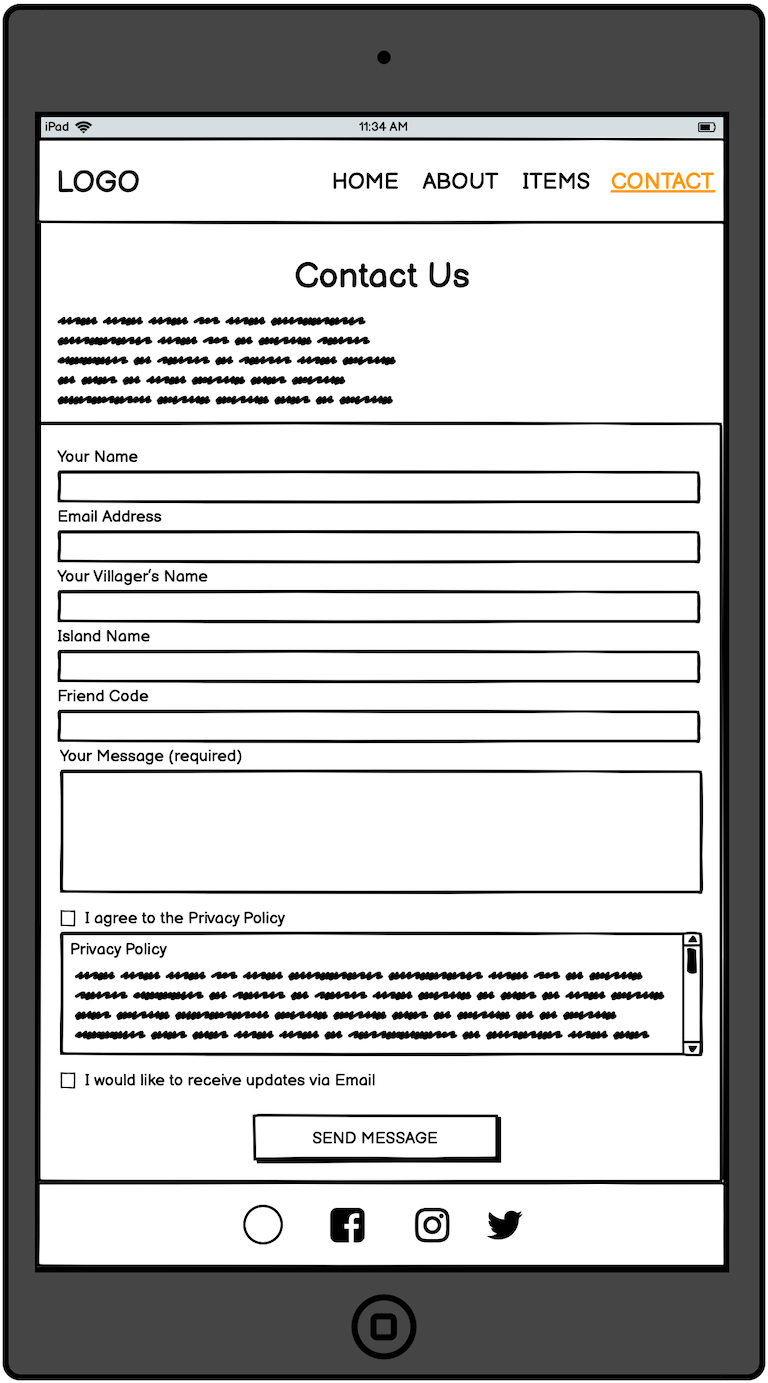 iPad 11:34 AM
LOGO HOME ABOUT ITEMS CONTACT
Contact Us
Your Name
Email Address
Your Villager's Name
Island Name
Friend Code
Your Message (required)
I agree to the Privacy Policy
Privacy Policy
I would like to receive updates via Email
SEND MESSAGE